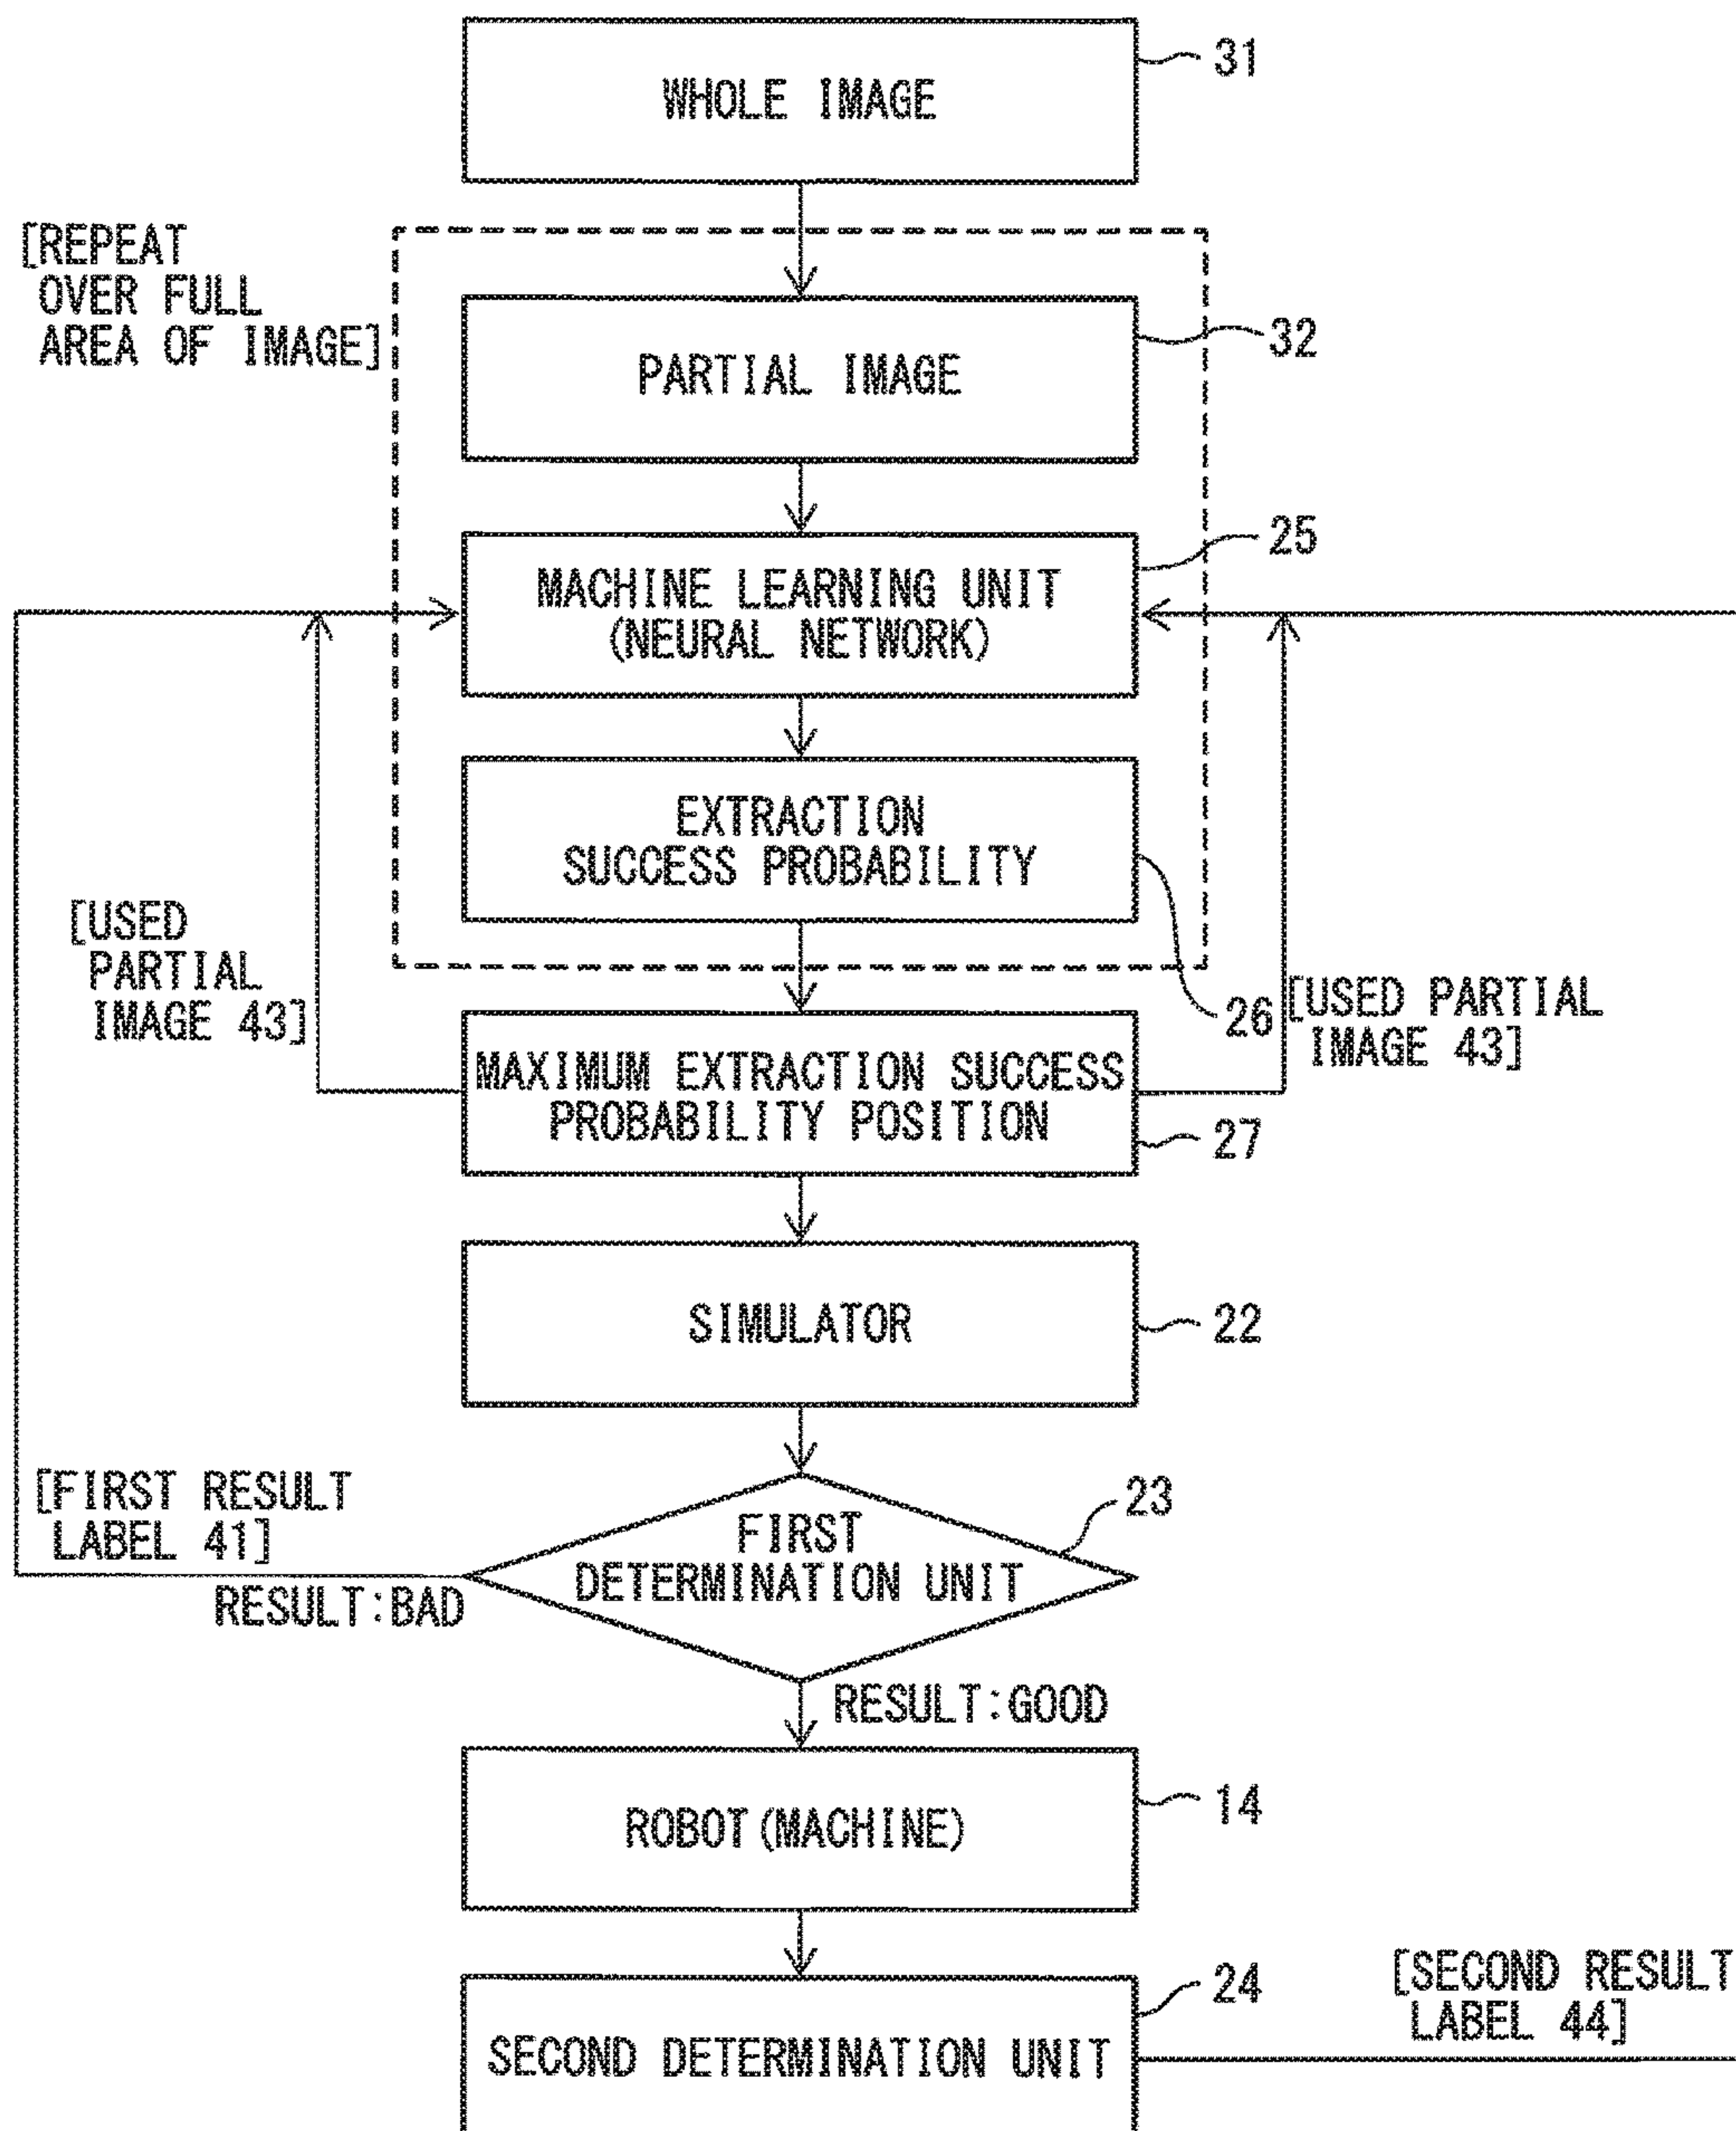 WHOLE IMAGE
31
[REPEAT
OVER FULL
AREA OF IMAGE]
PARTIAL IMAGE
32
MACHINE LEARNING UNIT
(NEURAL NETWORK)
25
EXTRACTION
SUCCESS PROBABILITY
26
[USED
PARTIAL
IMAGE 43]
[USED PARTIAL
IMAGE 43]
MAXIMUM EXTRACTION SUCCESS
PROBABILITY POSITION
27
SIMULATOR
22
[FIRST RESULT
LABEL 41]
RESULT:BAD
FIRST
DETERMINATION UNIT
23
RESULT:GOOD
ROBOT(MACHINE)
14
SECOND DETERMINATION UNIT
24
[SECOND RESULT
LABEL 44]